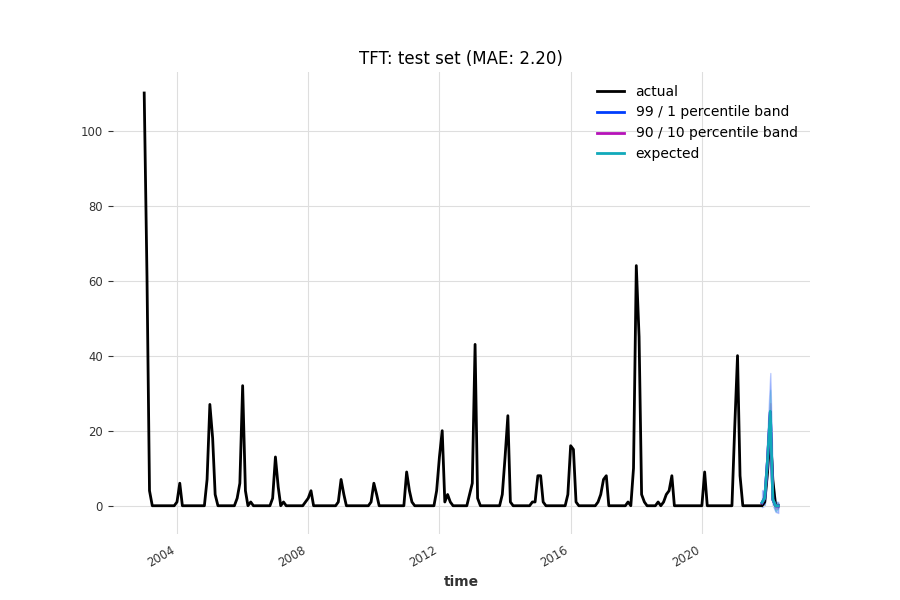 TFT: test set (MAE: 2.20)
actual
99 / 1 percentile band
90 / 10 percentile band
expected
100
80
60
40
20
0
2004
2008
2012
2016
2020
time